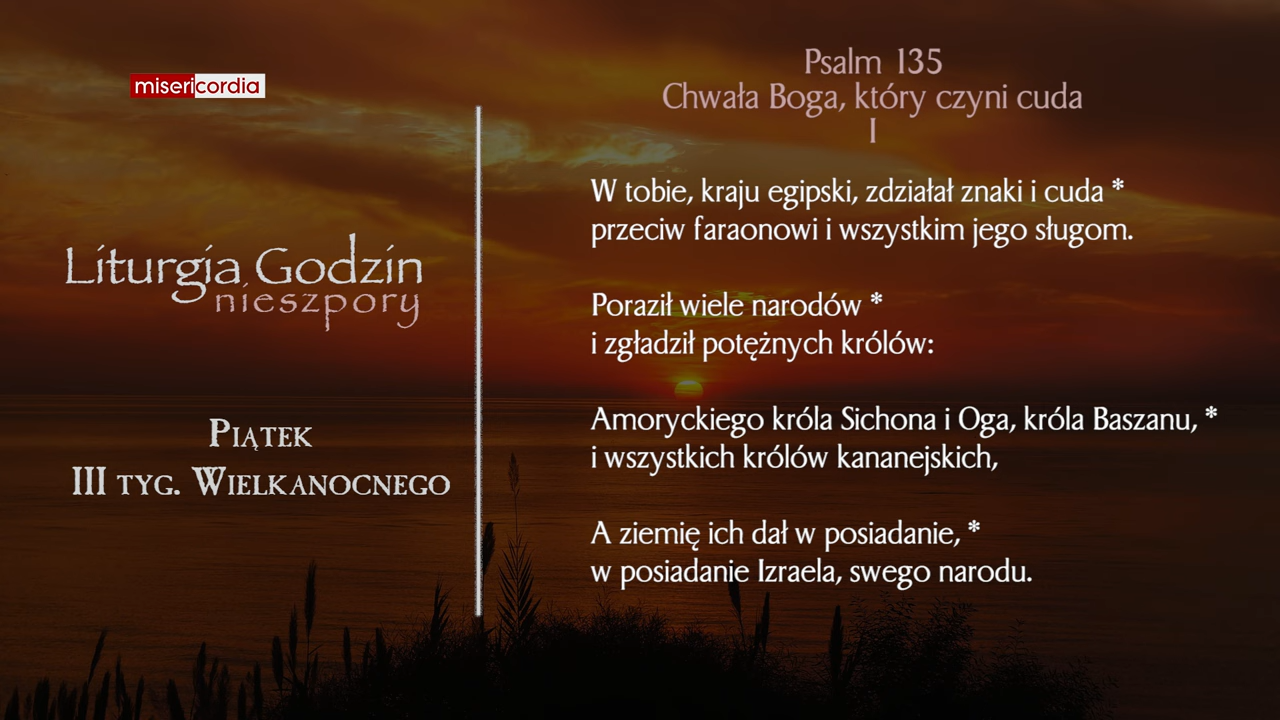 misericordia
Liturgia Godzin
nieszpory
Piątek
III tyg. Wielkanocnego
Psalm 135
Chwała Boga, który czyni cuda
I
W tobie, kraju egipski, zdziałał znaki i cuda *
przeciw faraonowi i wszystkim jego sługom.
Poraził wiele narodów *
i zgładził potężnych królów:
Amoryckiego króla Sichona i Oga, króla Baszanu, *
i wszystkich królów kananejskich,
A ziemię ich dał w posiadanie, *
w posiadanie Izraela, swego narodu.